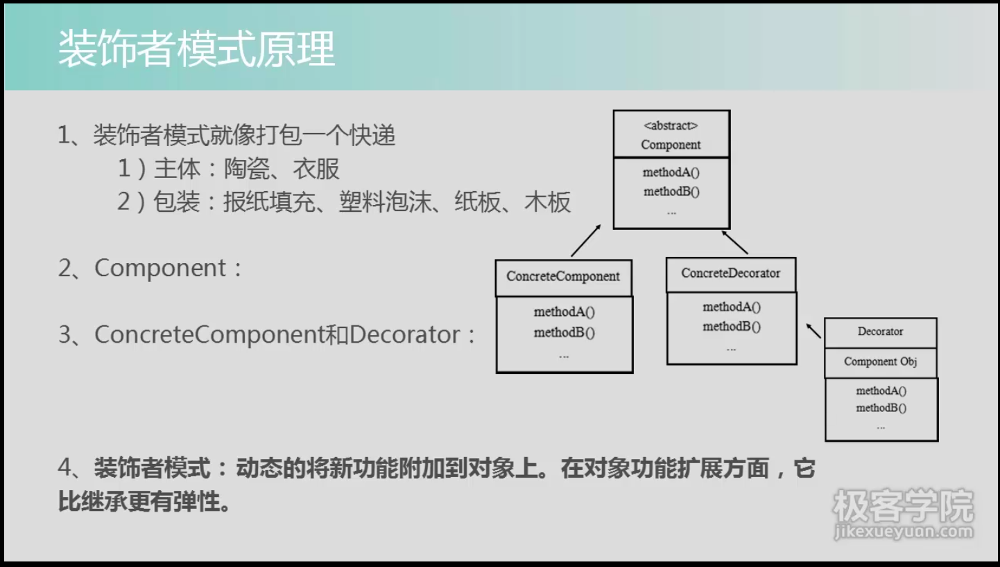 装饰者模式原理
1、装饰者模式就像打包一个快递
1）主体：陶瓷、衣服
2）包装：报纸填充、塑料泡沫、纸板、木板
2、Component：
3、ConcreteComponent和Decorator：
<abstract>
Component
methodA()
methodB()
...
ConcreteComponent
methodA()
methodB()
...
ConcreteDecorator
methodA()
methodB()
...
Decorator
Component Obj
methodA()
methodB()
...
4、装饰者模式：动态的将新功能附加到对象上。在对象功能扩展方面，它
比继承更有弹性。
极客学院
jikexueyuan.com